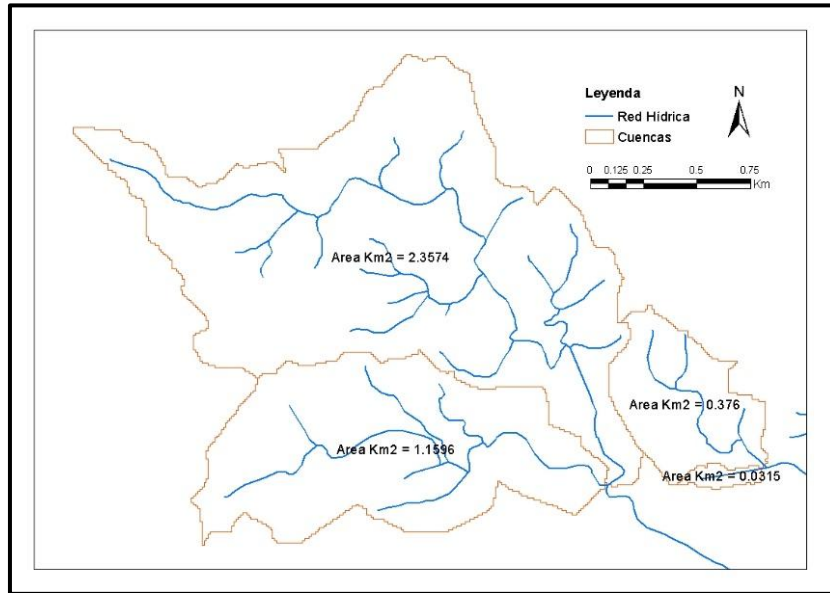 Leyenda
N
Red Hídrica
Cuencas
0 0.125 0.25 0.5 0.75
Km
Area Km2 = 2.3574
Area Km2 = 0.376
Area Km2 = 1.1596
Area Km2 = 0.0315